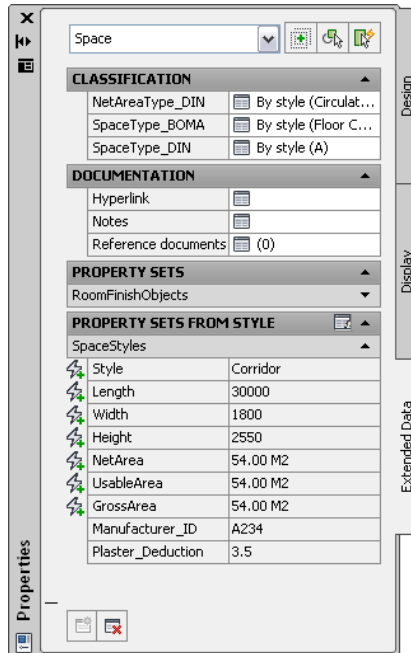 Space
CLASSIFICATION
NetAreaType_DIN By style (Circulat...
SpaceType_BOMA By style (Floor C...
SpaceType_DIN By style (A)
DOCUMENTATION
Hyperlink
Notes
Reference documents (0)
PROPERTY SETS
RoomFinishObjects
PROPERTY SETS FROM STYLE
SpaceStyles
Style Corridor
Length 30000
Width 1800
Height 2550
NetArea 54.00 M2
UsableArea 54.00 M2
GrossArea 54.00 M2
Manufacturer_ID A234
Plaster_Deduction 3.5
Design
Display
Extended Data
Properties